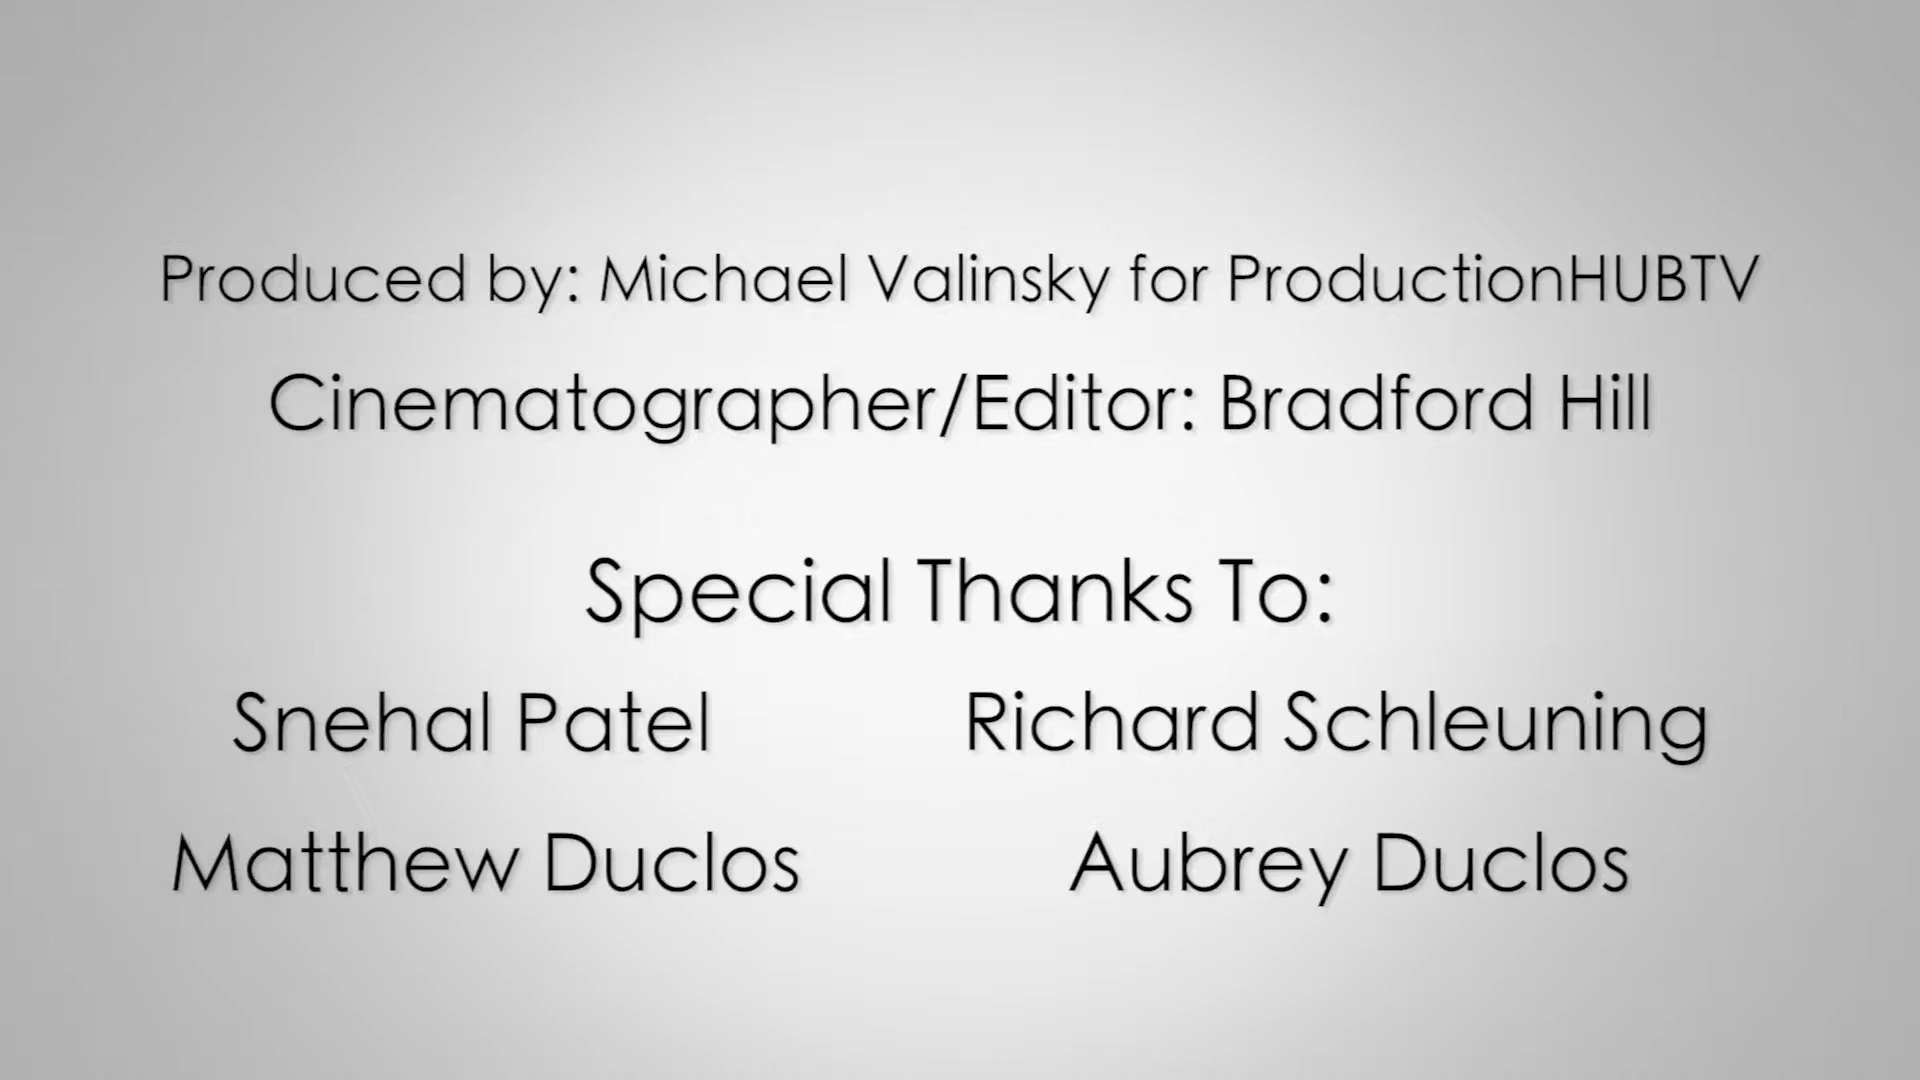 Produced by: Michael Valinsky for ProductionHUBTV
Cinematographer/Editor: Bradford Hill
Special Thanks To:
Snehal Patel Richard Schleuning
Matthew Duclos Aubrey Duclos